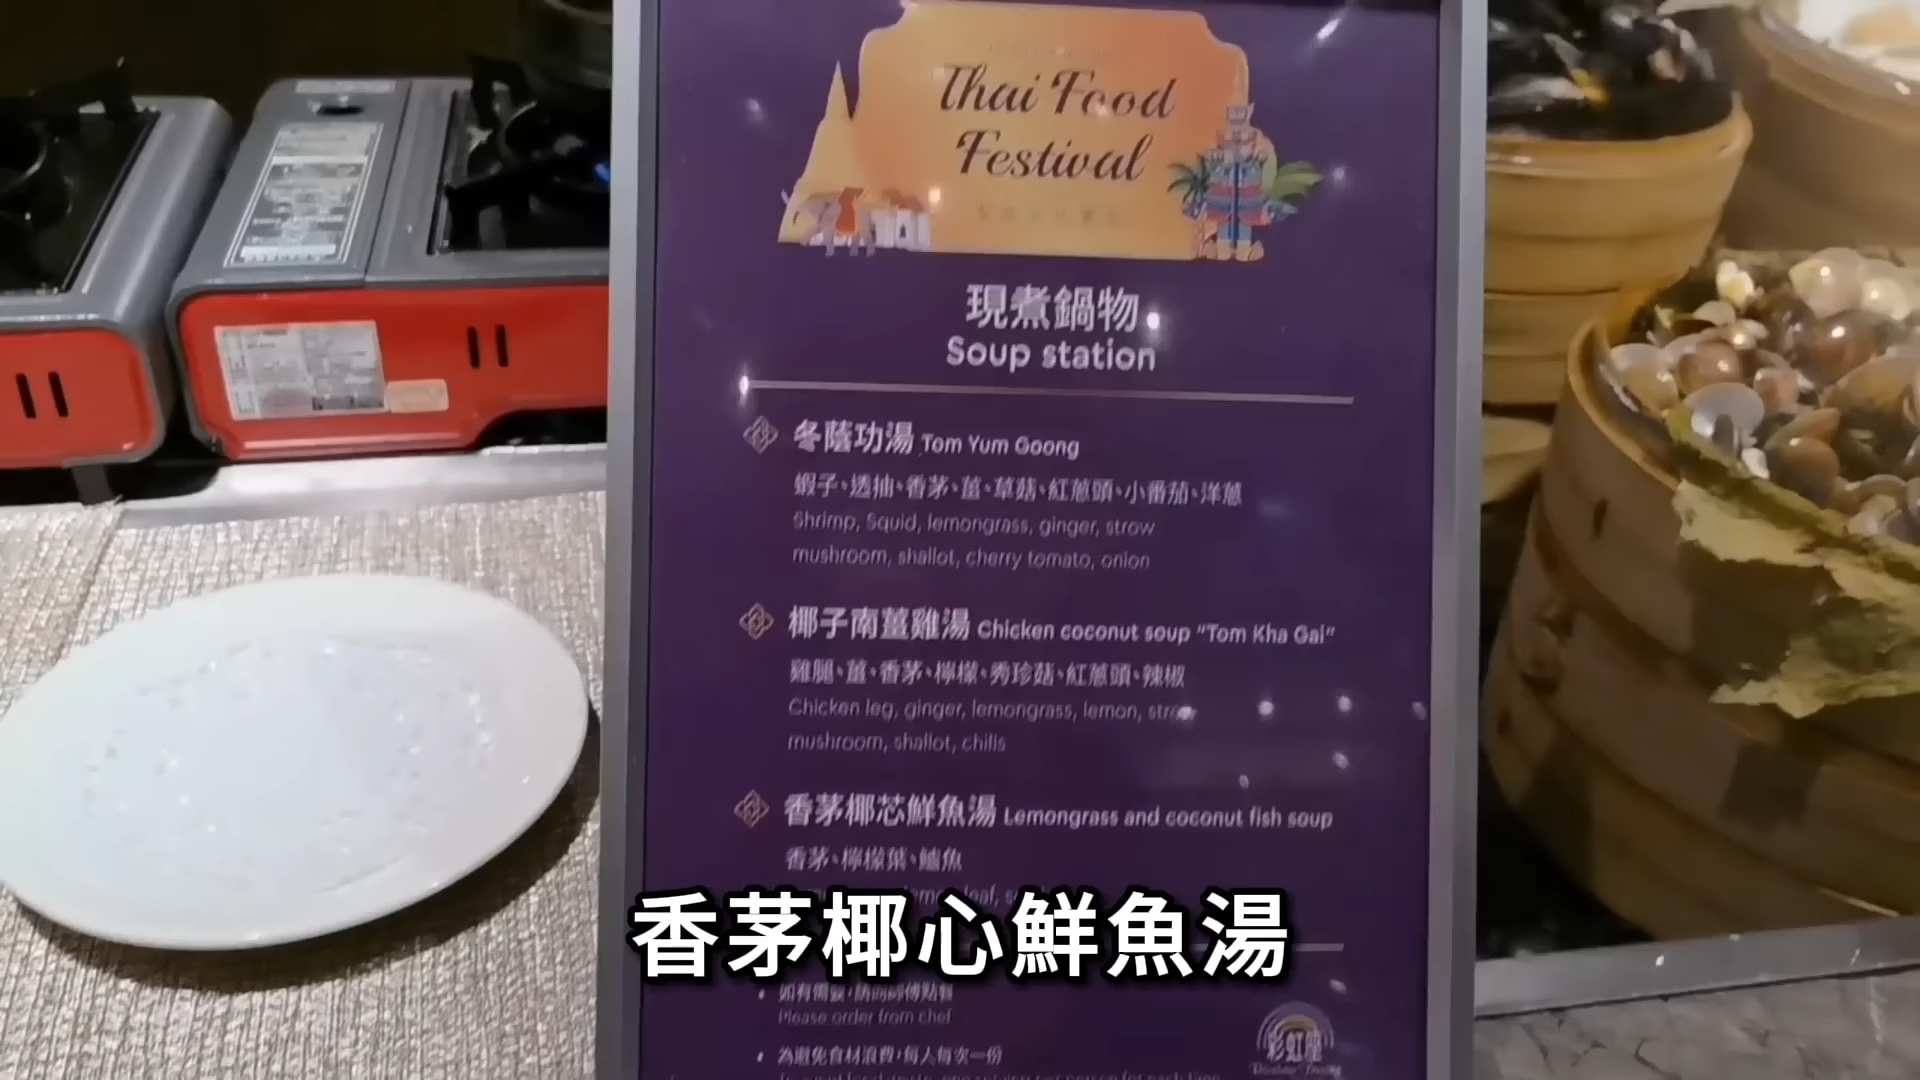 Thai Food
Festival
現煮鍋物
Soup station
冬蔭功湯 Tom Yum Goong
蝦子、透抽、香茅、薑、草菇、紅蔥頭、小番茄、洋蔥
Shrimp, Squid, lemongrass, ginger, strow
mushroom, shallot, cherry tomato, onion
椰子南薑雞湯 Chicken coconut soup "Tom Kha Gai"
雞腿、薑、香茅、檸檬、秀珍菇、紅蔥頭、辣椒
Chicken leg, ginger, lemongrass, lemon, strow
mushroom, shallot, chilis
香茅椰芯鮮魚湯 Lemongrass and coconut fish soup
香茅、檸檬葉、鱸魚
leaf,
香茅椰心鮮魚湯
如有需要，請向師傅點餐
Please order from chef
為避免食材浪費，每人每次一份
彩虹座